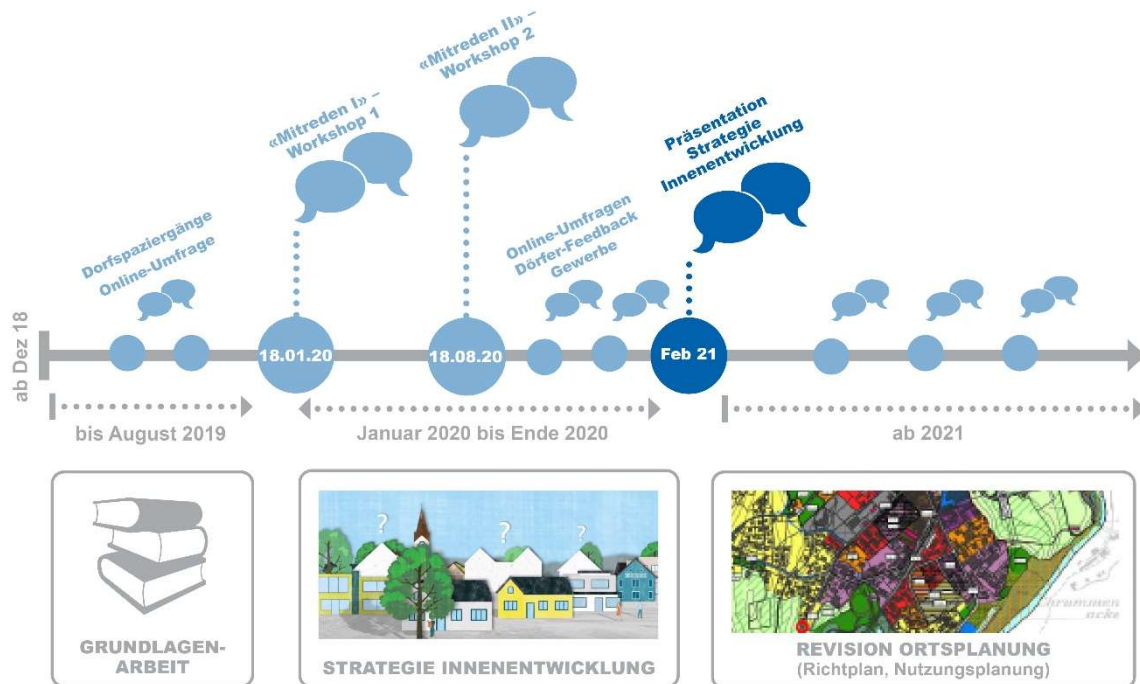 «Mitreden I» –
Workshop 1
«Mitreden II» –
Workshop 2
Präsentation
Strategie
Innenentwicklung
Dorfspaziergänge
Online-Umfrage
Online-Umfragen
Dörfer-Feedback
Gewerbe
ab Dez 18
18.01.20
18.08.20
Feb 21
bis August 2019
Januar 2020 bis Ende 2020
ab 2021
GRUNDLAGEN-
ARBEIT
? ? ?
STRATEGIE INNENENTWICKLUNG
Chrummen
acke
REVISION ORTSPLANUNG
(Richtplan, Nutzungsplanung)